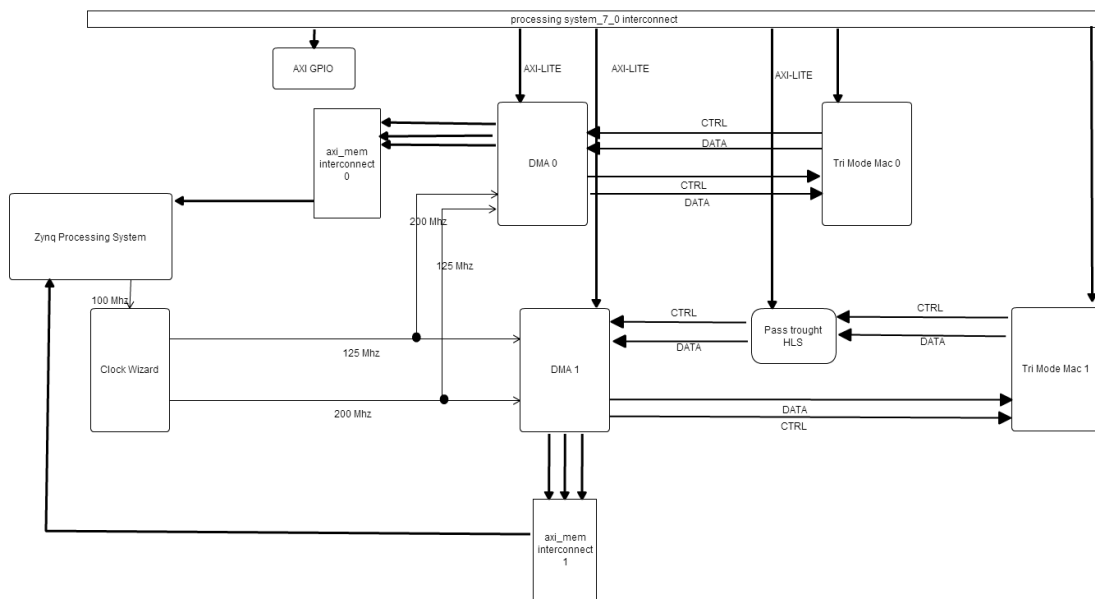 processing system_7_0 interconnect
AXI GPIO
AXI-LITE
AXI-LITE
AXI-LITE
axi_mem
interconnect
0
DMA 0
CTRL
DATA
CTRL
DATA
Tri Mode Mac 0
Zynq Processing System
200 Mhz
125 Mhz
100 Mhz
Clock Wizard
125 Mhz
200 Mhz
DMA 1
CTRL
DATA
Pass trought
HLS
CTRL
DATA
Tri Mode Mac 1
DATA
CTRL
axi_mem
interconnect
1